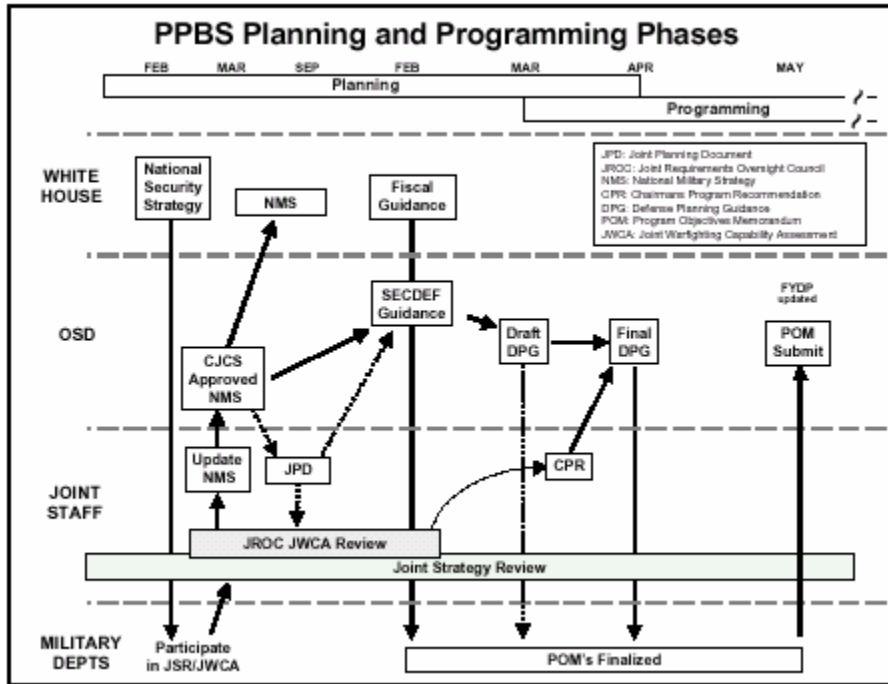 PPBS Planning and Programming Phases
FEB MAR SEP FEB MAR APR MAY
Planning
Programming
WHITE
HOUSE
National
Security
Strategy
NMS
Fiscal
Guidance
JPD: Joint Planning Document
JROC: Joint Requirements Oversight Council
NMS: National Military Strategy
CPR: Chairmans Program Recommendation
DPG: Defense Planning Guidance
POM: Program Objectives Memorandum
JWCA: Joint Warfighting Capability Assessment
OSD
SECDEF
Guidance
CJCS
Approved
NMS
Draft
DPG
Final
DPG
FYDP
updated
POM
Submit
JOINT
STAFF
Update
NMS
JPD
CPR
JROC JWCA Review
Joint Strategy Review
MILITARY
DEPTS
Participate
in JSR/JWCA
POM's Finalized